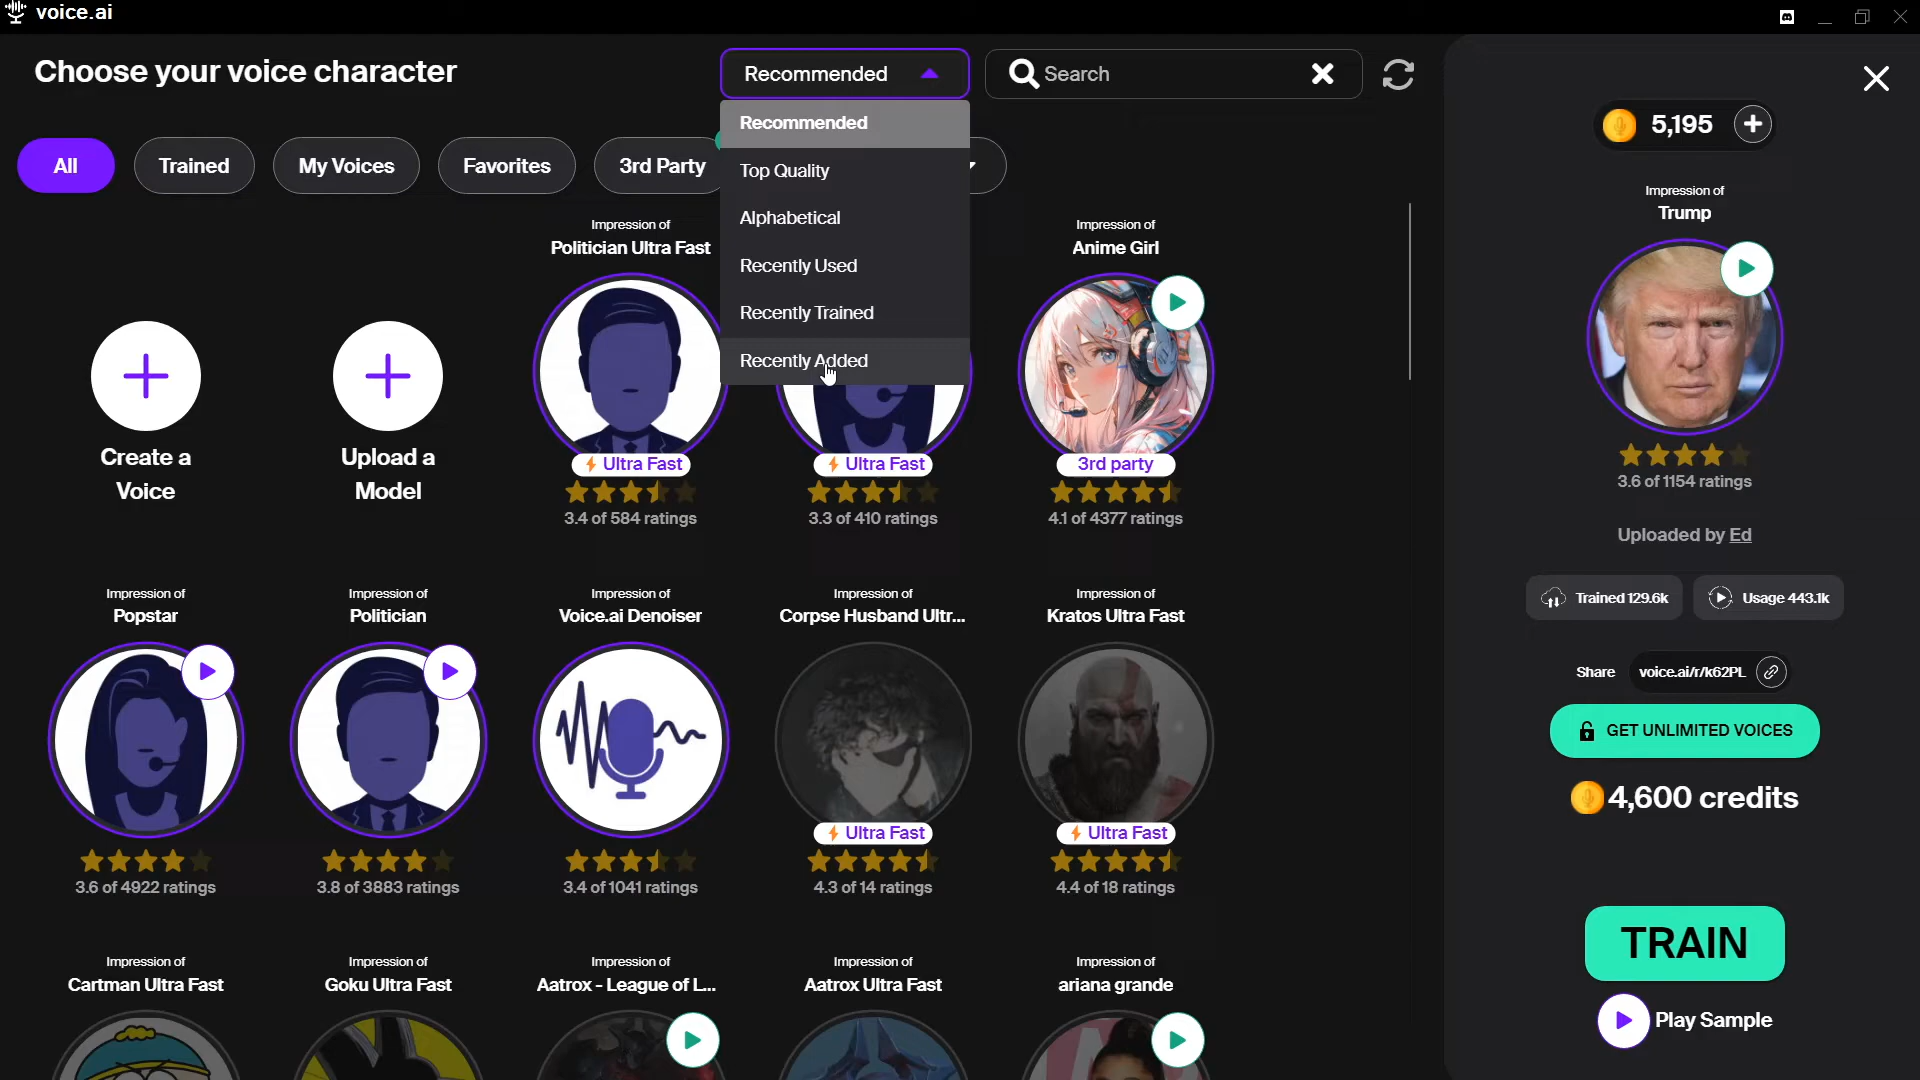 voice.ai
Choose your voice character
Recommended
Search
Recommended
Top Quality
Alphabetical
Recently Used
Recently Trained
Recently Added
All
Trained
My Voices
Favorites
3rd Party
Impression of
Politician Ultra Fast
Impression of
Anime Girl
Create a
Voice
Upload a
Model
Ultra Fast
3.4 of 584 ratings
Ultra Fast
3.3 of 410 ratings
3rd party
4.1 of 4377 ratings
Impression of
Popstar
3.6 of 4922 ratings
Impression of
Politician
3.8 of 3883 ratings
Impression of
Voice.ai Denoiser
3.4 of 1041 ratings
Impression of
Corpse Husband Ultr...
Ultra Fast
4.3 of 14 ratings
Impression of
Kratos Ultra Fast
Ultra Fast
4.4 of 18 ratings
Impression of
Cartman Ultra Fast
Impression of
Goku Ultra Fast
Impression of
Aatrox - League of L...
Impression of
Aatrox Ultra Fast
Impression of
ariana grande
5,195
Impression of
Trump
3.6 of 1154 ratings
Uploaded by Ed
Trained 129.6k
Usage 443.1k
Share
voice.ai/r/k62PL
GET UNLIMITED VOICES
4,600 credits
TRAIN
Play Sample